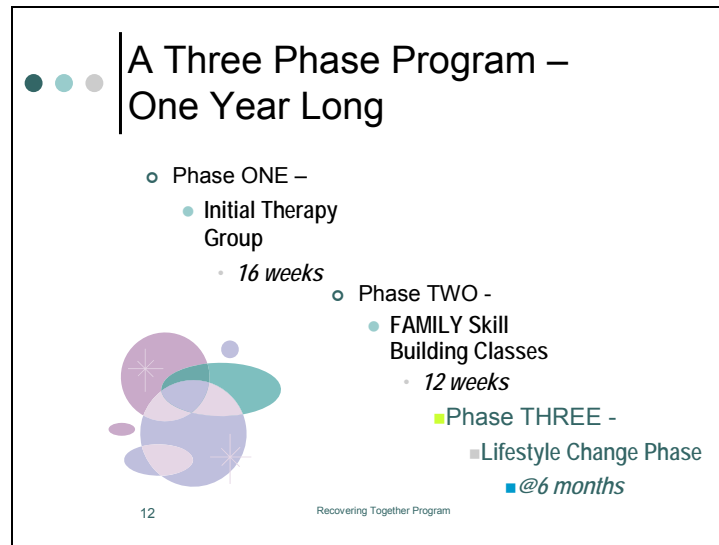 A Three Phase Program –
One Year Long
Phase ONE –
Initial Therapy
Group
16 weeks
Phase TWO -
FAMILY Skill
Building Classes
12 weeks
Phase THREE -
Lifestyle Change Phase
@6 months
12
Recovering Together Program